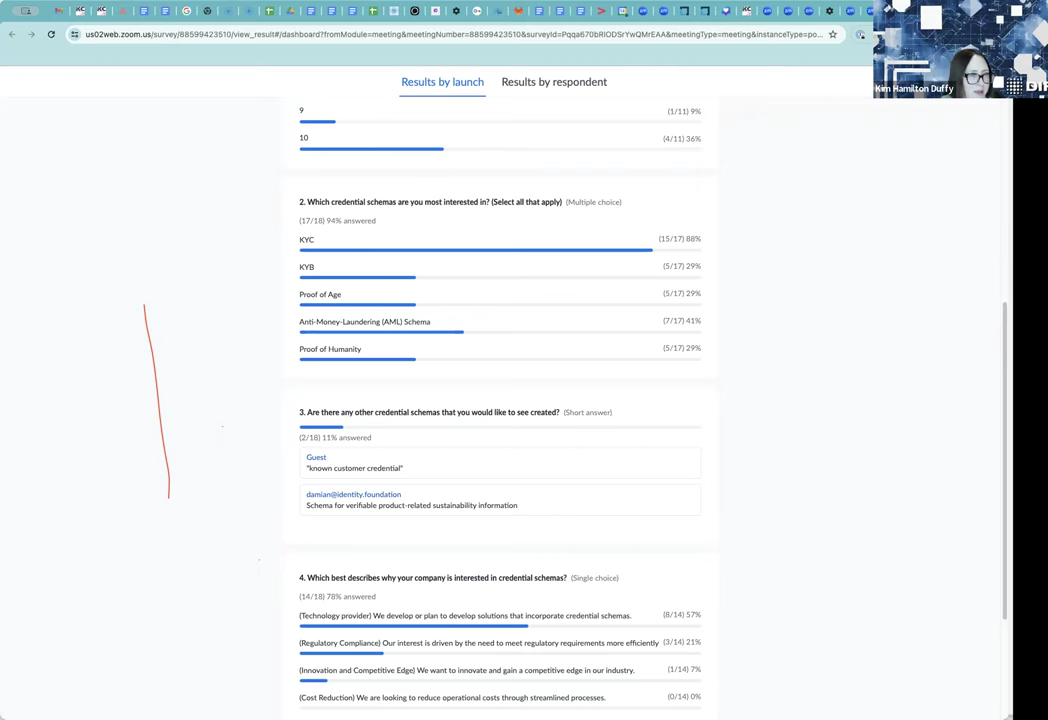 us02web.zoom.us/survey/88599423510/view_result#/dashboard?fromModule=meeting&meetingNumber=88599423510&surveyId=Pqqa670bRlODSrYwQMrEAA&meetingType=meeting&instanceType=po...
Kim Hamilton Duffy
Results by launch
Results by respondent
9
(1/11) 9%
10
(4/11) 36%
2. Which credential schemas are you most interested in? (Select all that apply) (Multiple choice)
(17/18) 94% answered
KYC
(15/17) 88%
KYB
(5/17) 29%
Proof of Age
(5/17) 29%
Anti-Money-Laundering (AML) Schema
(7/17) 41%
Proof of Humanity
(5/17) 29%
3. Are there any other credential schemas that you would like to see created? (Short answer)
(2/18) 11% answered
Guest
"known customer credential"
damian@identity.foundation
Schema for verifiable product-related sustainability information
4. Which best describes why your company is interested in credential schemas? (Single choice)
(14/18) 78% answered
(Technology provider) We develop or plan to develop solutions that incorporate credential schemas.
(8/14) 57%
(Regulatory Compliance) Our interest is driven by the need to meet regulatory requirements more efficiently
(3/14) 21%
(Innovation and Competitive Edge) We want to innovate and gain a competitive edge in our industry.
(1/14) 7%
(Cost Reduction) We are looking to reduce operational costs through streamlined processes.
(0/14) 0%